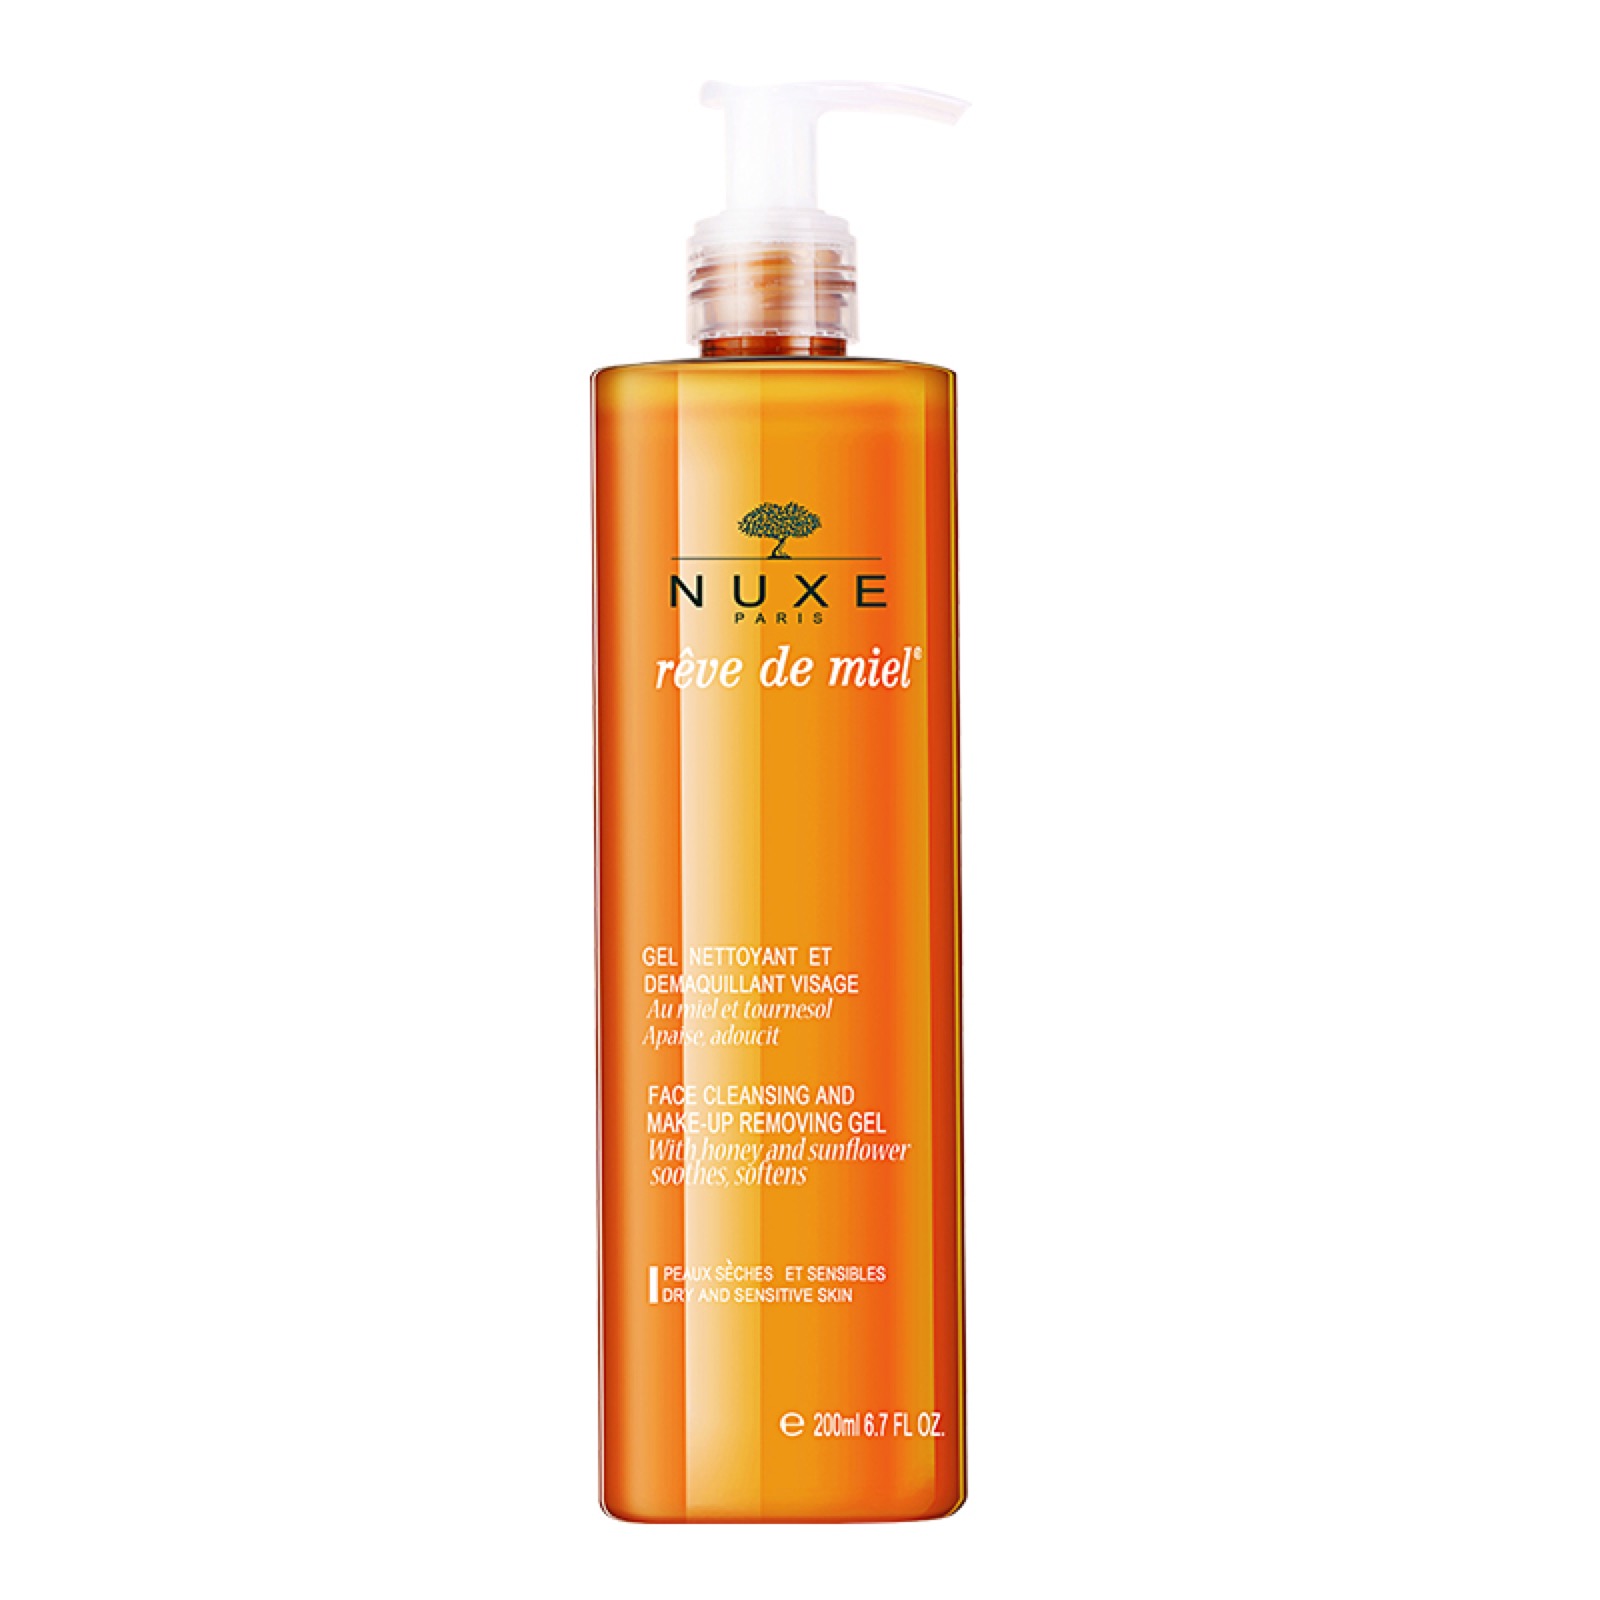 NUXE
PARIS
rêve de miel®
GEL NETTOYANT ET
DEMAQUILLANT VISAGE
Au miel et tournesol
Apaise, adoucit
FACE CLEANSING AND
MAKE-UP REMOVING GEL
With honey and sunflower
soothes, softens
PEAUX SÈCHES ET SENSIBLES
DRY AND SENSITIVE SKIN
℮ 200ml 6.7 FL OZ.